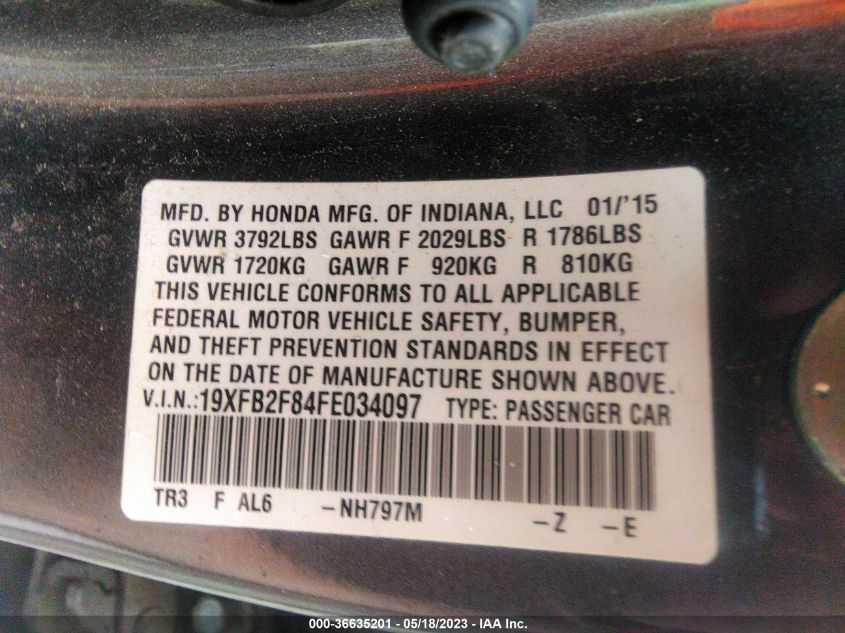 MFD. BY HONDA MFG. OF INDIANA, LLC 01/'15
GVWR 3792LBS GAWR F 2029LBS R 1786LBS
GVWR 1720KG GAWR F 920KG R 810KG
THIS VEHICLE CONFORMS TO ALL APPLICABLE
FEDERAL MOTOR VEHICLE SAFETY, BUMPER,
AND THEFT PREVENTION STANDARDS IN EFFECT
ON THE DATE OF MANUFACTURE SHOWN ABOVE.
V.I.N.:19XFB2F84FE034097 TYPE: PASSENGER CAR
TR3 F AL6 -NH797M -Z -E
000-36635201 - 05/18/2023 - IAA Inc.